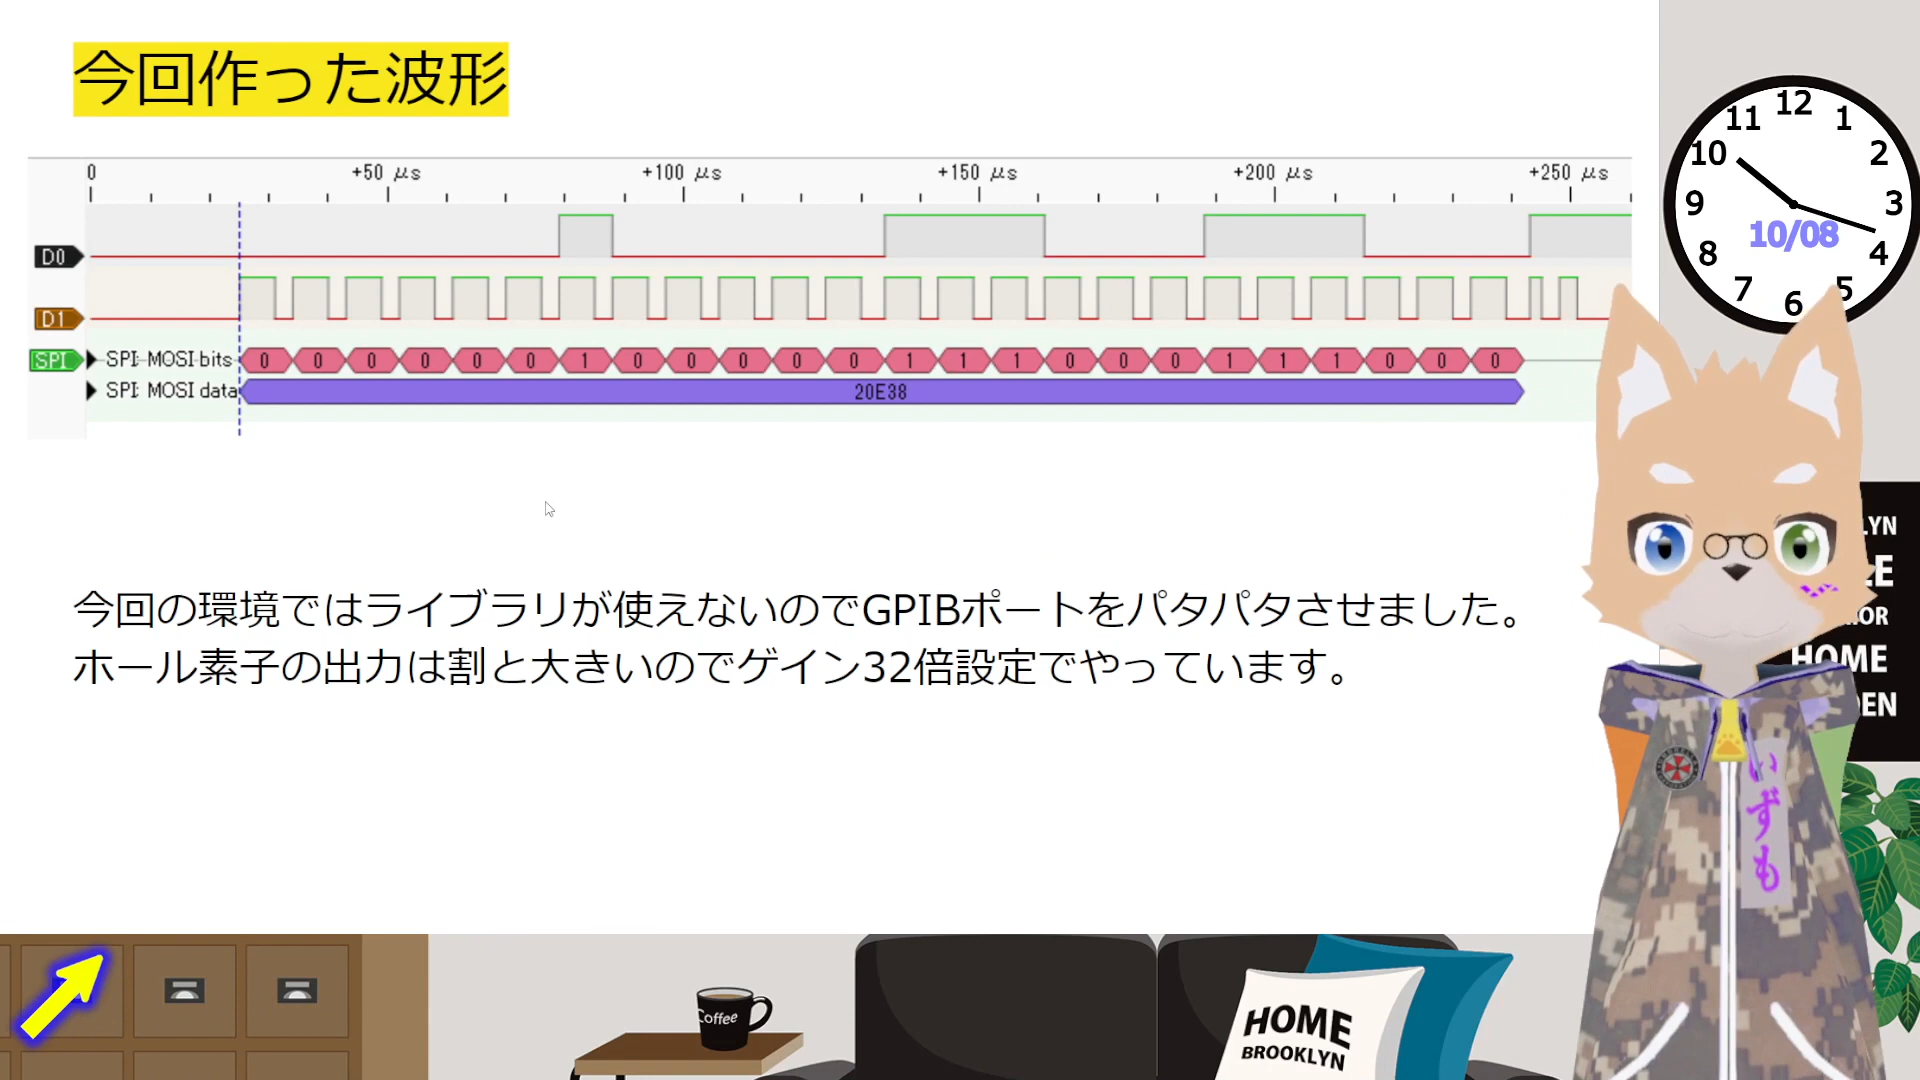 今回作った波形
0 +50 μs +100 μs +150 μs +200 μs +250 μs
D0
D1
SPI SPI: MOSI bits 0 0 0 0 0 0 1 0 0 0 0 0 1 1 1 0 0 0 1 1 1 0 0 0
SPI: MOSI data 20E38
今回の環境ではライブラリが使えないのでGPIBポートをパタパタさせました。
ホール素子の出力は割と大きいのでゲイン32倍設定でやっています。
12 1 2 3 4 5 6 7 8 9 10 11
10/08
LYN
HOME
DEN
いずも
Coffee
HOME
BROOKLYN